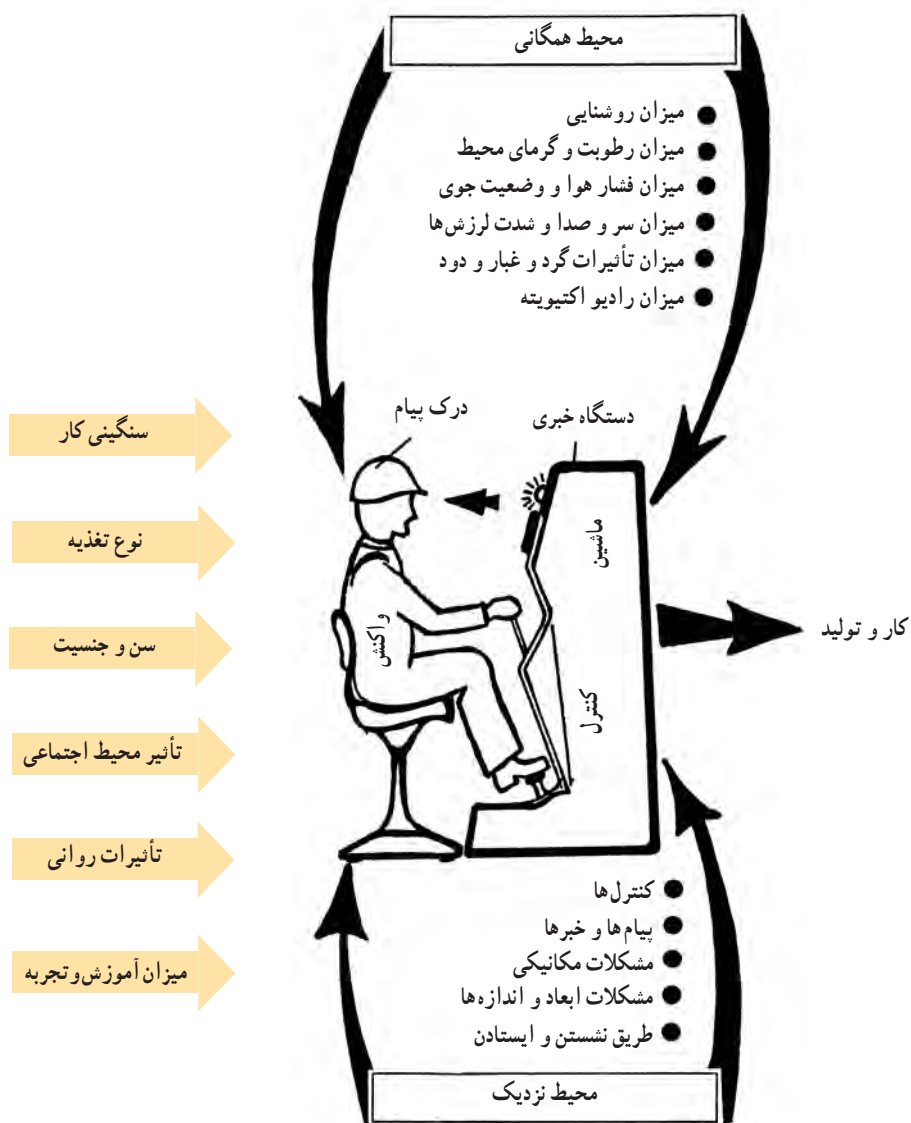 محیط همگانی
میزان روشنایی
میزان رطوبت و گرمای محیط
میزان فشار هوا و وضعیت جوی
میزان سر و صدا و شدت لرزش‌ها
میزان تأثیرات گرد و غبار و دود
میزان رادیو اکتیویته
دستگاه خبری
درک پیام
ماشین
واکنش
کنترل
کار و تولید
سنگینی کار
نوع تغذیه
سن و جنسیت
تأثیر محیط اجتماعی
تأثیرات روانی
میزان آموزش و تجربه
کنترل‌ها
پیام‌ها و خبرها
مشکلات مکانیکی
مشکلات ابعاد و اندازه‌ها
طریق نشستن و ایستادن
محیط نزدیک